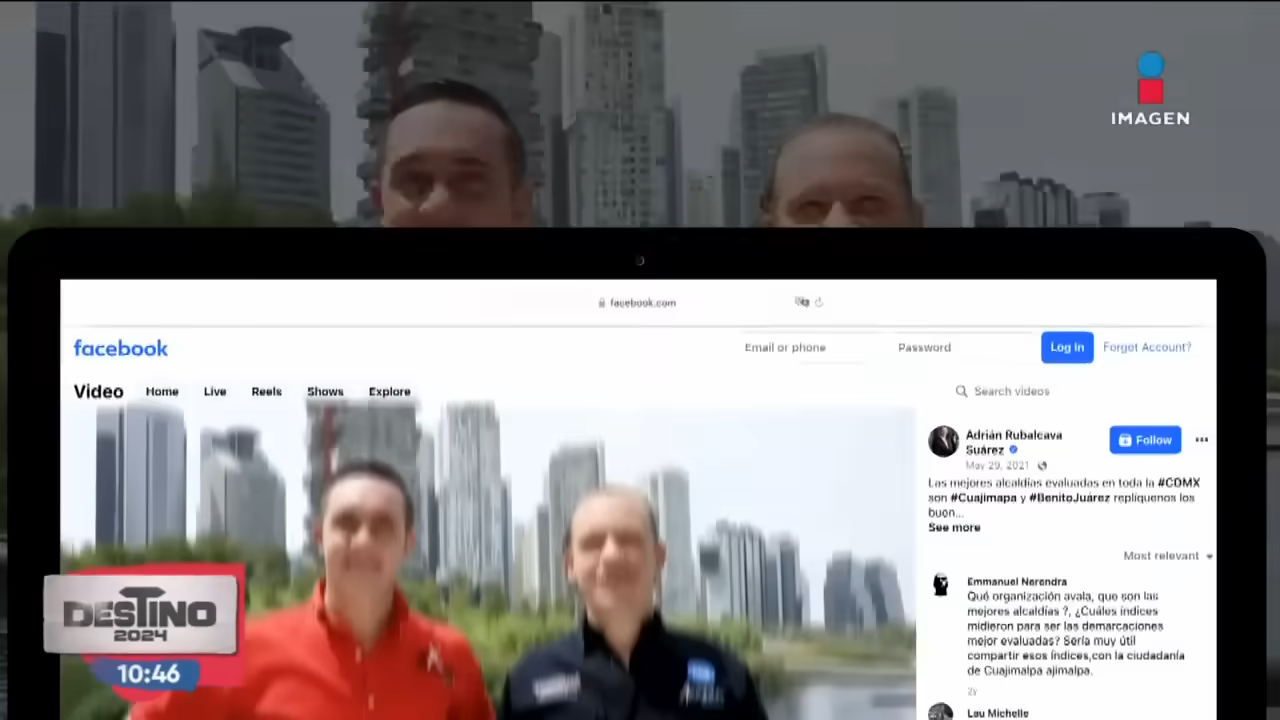 IMAGEN
facebook.com
facebook
Email or phone
Password
Log in
Forgot Account?
Video
Home
Live
Reels
Shows
Explore
Search videos
Adrián Rubalcava
Suárez
Follow
May 29, 2021
Las mejores alcaldías evaluadas en toda la #CDMX
son #Cuajimapa y #BenitoJuárez repliquenos los
buen...
See more
Most relevant
Emmanuel Nerendra
Qué organización avala, que son las
mejores alcaldías ?, ¿Cuáles índices
midieron para ser las demarcaciones
mejor evaluadas? Sería muy útil
compartir esos índices,con la ciudadanía
de Cuajimalpa ajimalpa.
2y
Lau Michelle
DESTINO
2024
10:46